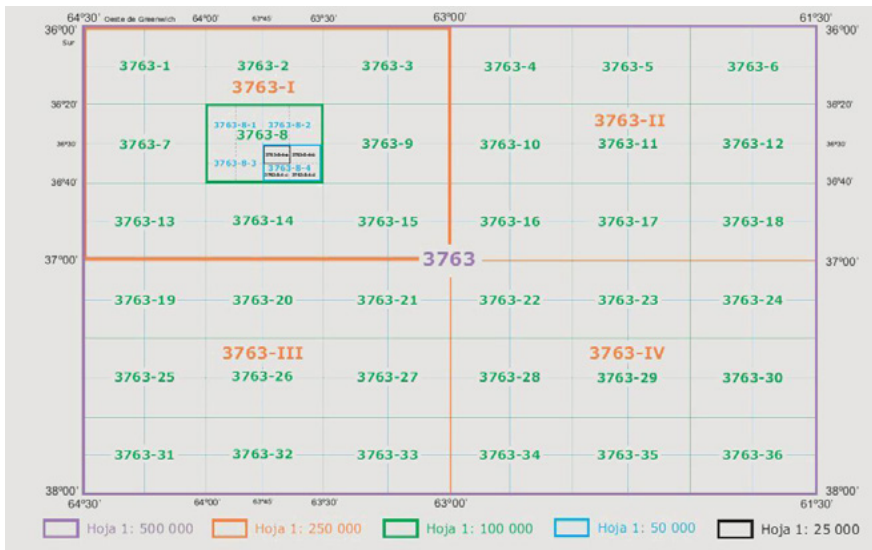 64°30' Oeste de Greenwich 64°00' 63°45 63°30' 63°00' 61°30'
36°00' 36°00'
Sur
3763-1 3763-2 3763-3 3763-4 3763-5 3763-6
3763-I
36°20' 36°20'
3763-II
3763-8-1 3763-8-2
3763-7 3763-8 3763-9 3763-10 3763-11 3763-12
36°30 36°30
3763-8-3 3763-8-4
36°40' 36°40'
3763-13 3763-14 3763-15 3763-16 3763-17 3763-18
37°00' 3763 37°00'
3763-19 3763-20 3763-21 3763-22 3763-23 3763-24
3763-III 3763-IV
3763-25 3763-26 3763-27 3763-28 3763-29 3763-30
3763-31 3763-32 3763-33 3763-34 3763-35 3763-36
38°00' 38°00'
64°30' 64°00' 63°45' 63°30' 63°00' 61°30'
Hoja 1: 500 000 Hoja 1: 250 000 Hoja 1: 100 000 Hoja 1: 50 000 Hoja 1: 25 000